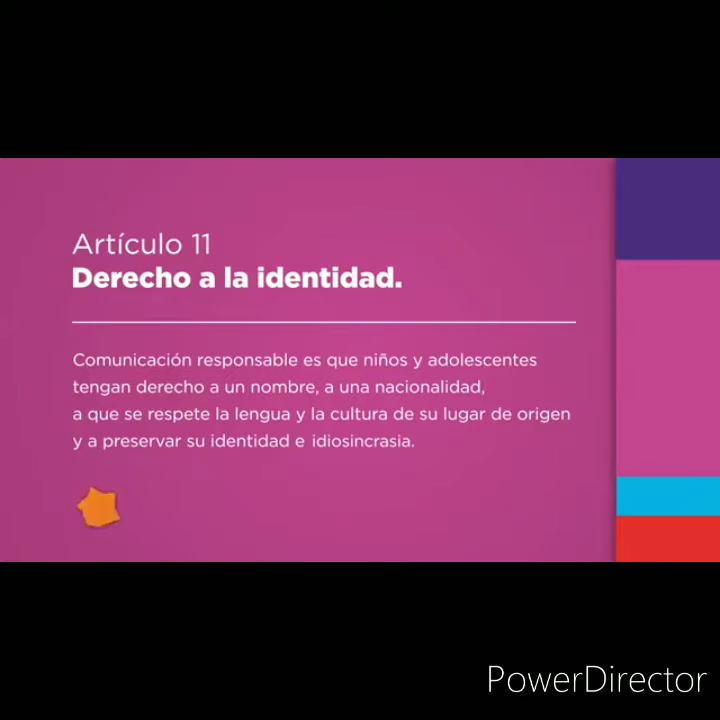 Artículo 11
Derecho a la identidad.
Comunicación responsable es que niños y adolescentes
tengan derecho a un nombre, a una nacionalidad,
a que se respete la lengua y la cultura de su lugar de origen
y a preservar su identidad e idiosincrasia.
PowerDirector